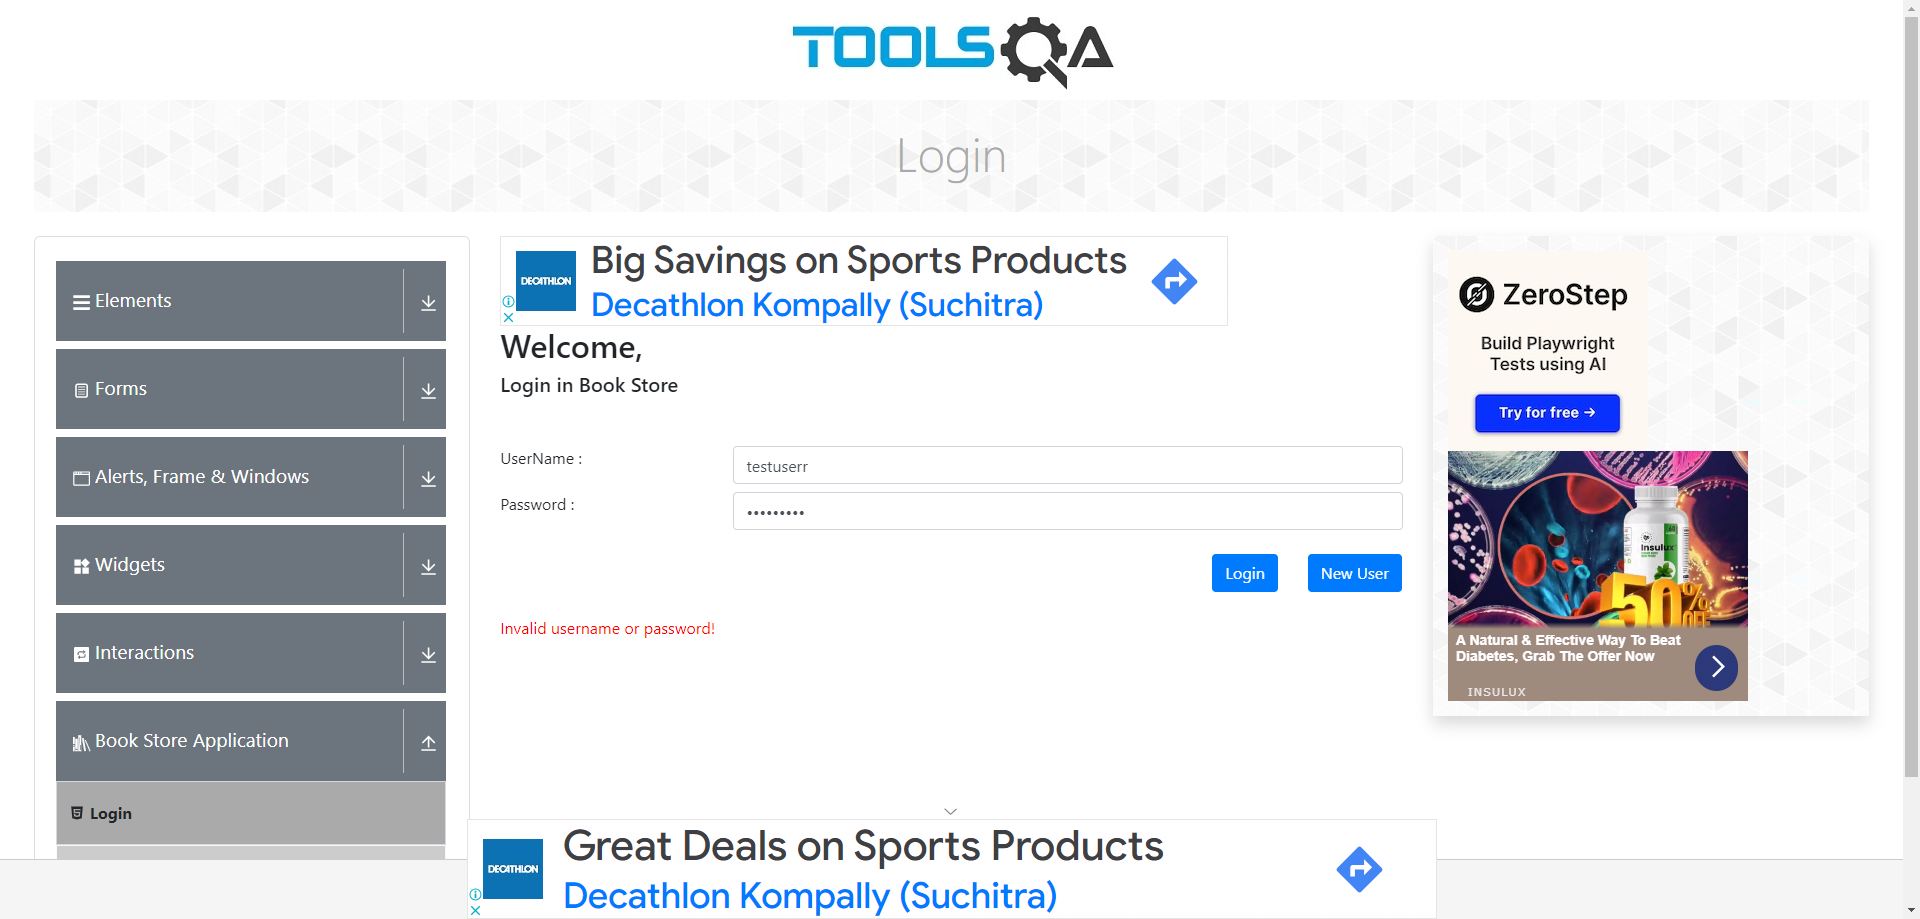 TOOLSQA
Login
Elements
Forms
Alerts, Frame & Windows
Widgets
Interactions
Book Store Application
Login
DECATHLON
Big Savings on Sports Products
Decathlon Kompally (Suchitra)
Welcome,
Login in Book Store
UserName :
testuserr
Password :
Login
New User
Invalid username or password!
ZeroStep
Build Playwright
Tests using AI
Try for free →
Insulux
50% OFF
A Natural & Effective Way To Beat
Diabetes, Grab The Offer Now
INSULUX
DECATHLON
Great Deals on Sports Products
Decathlon Kompally (Suchitra)